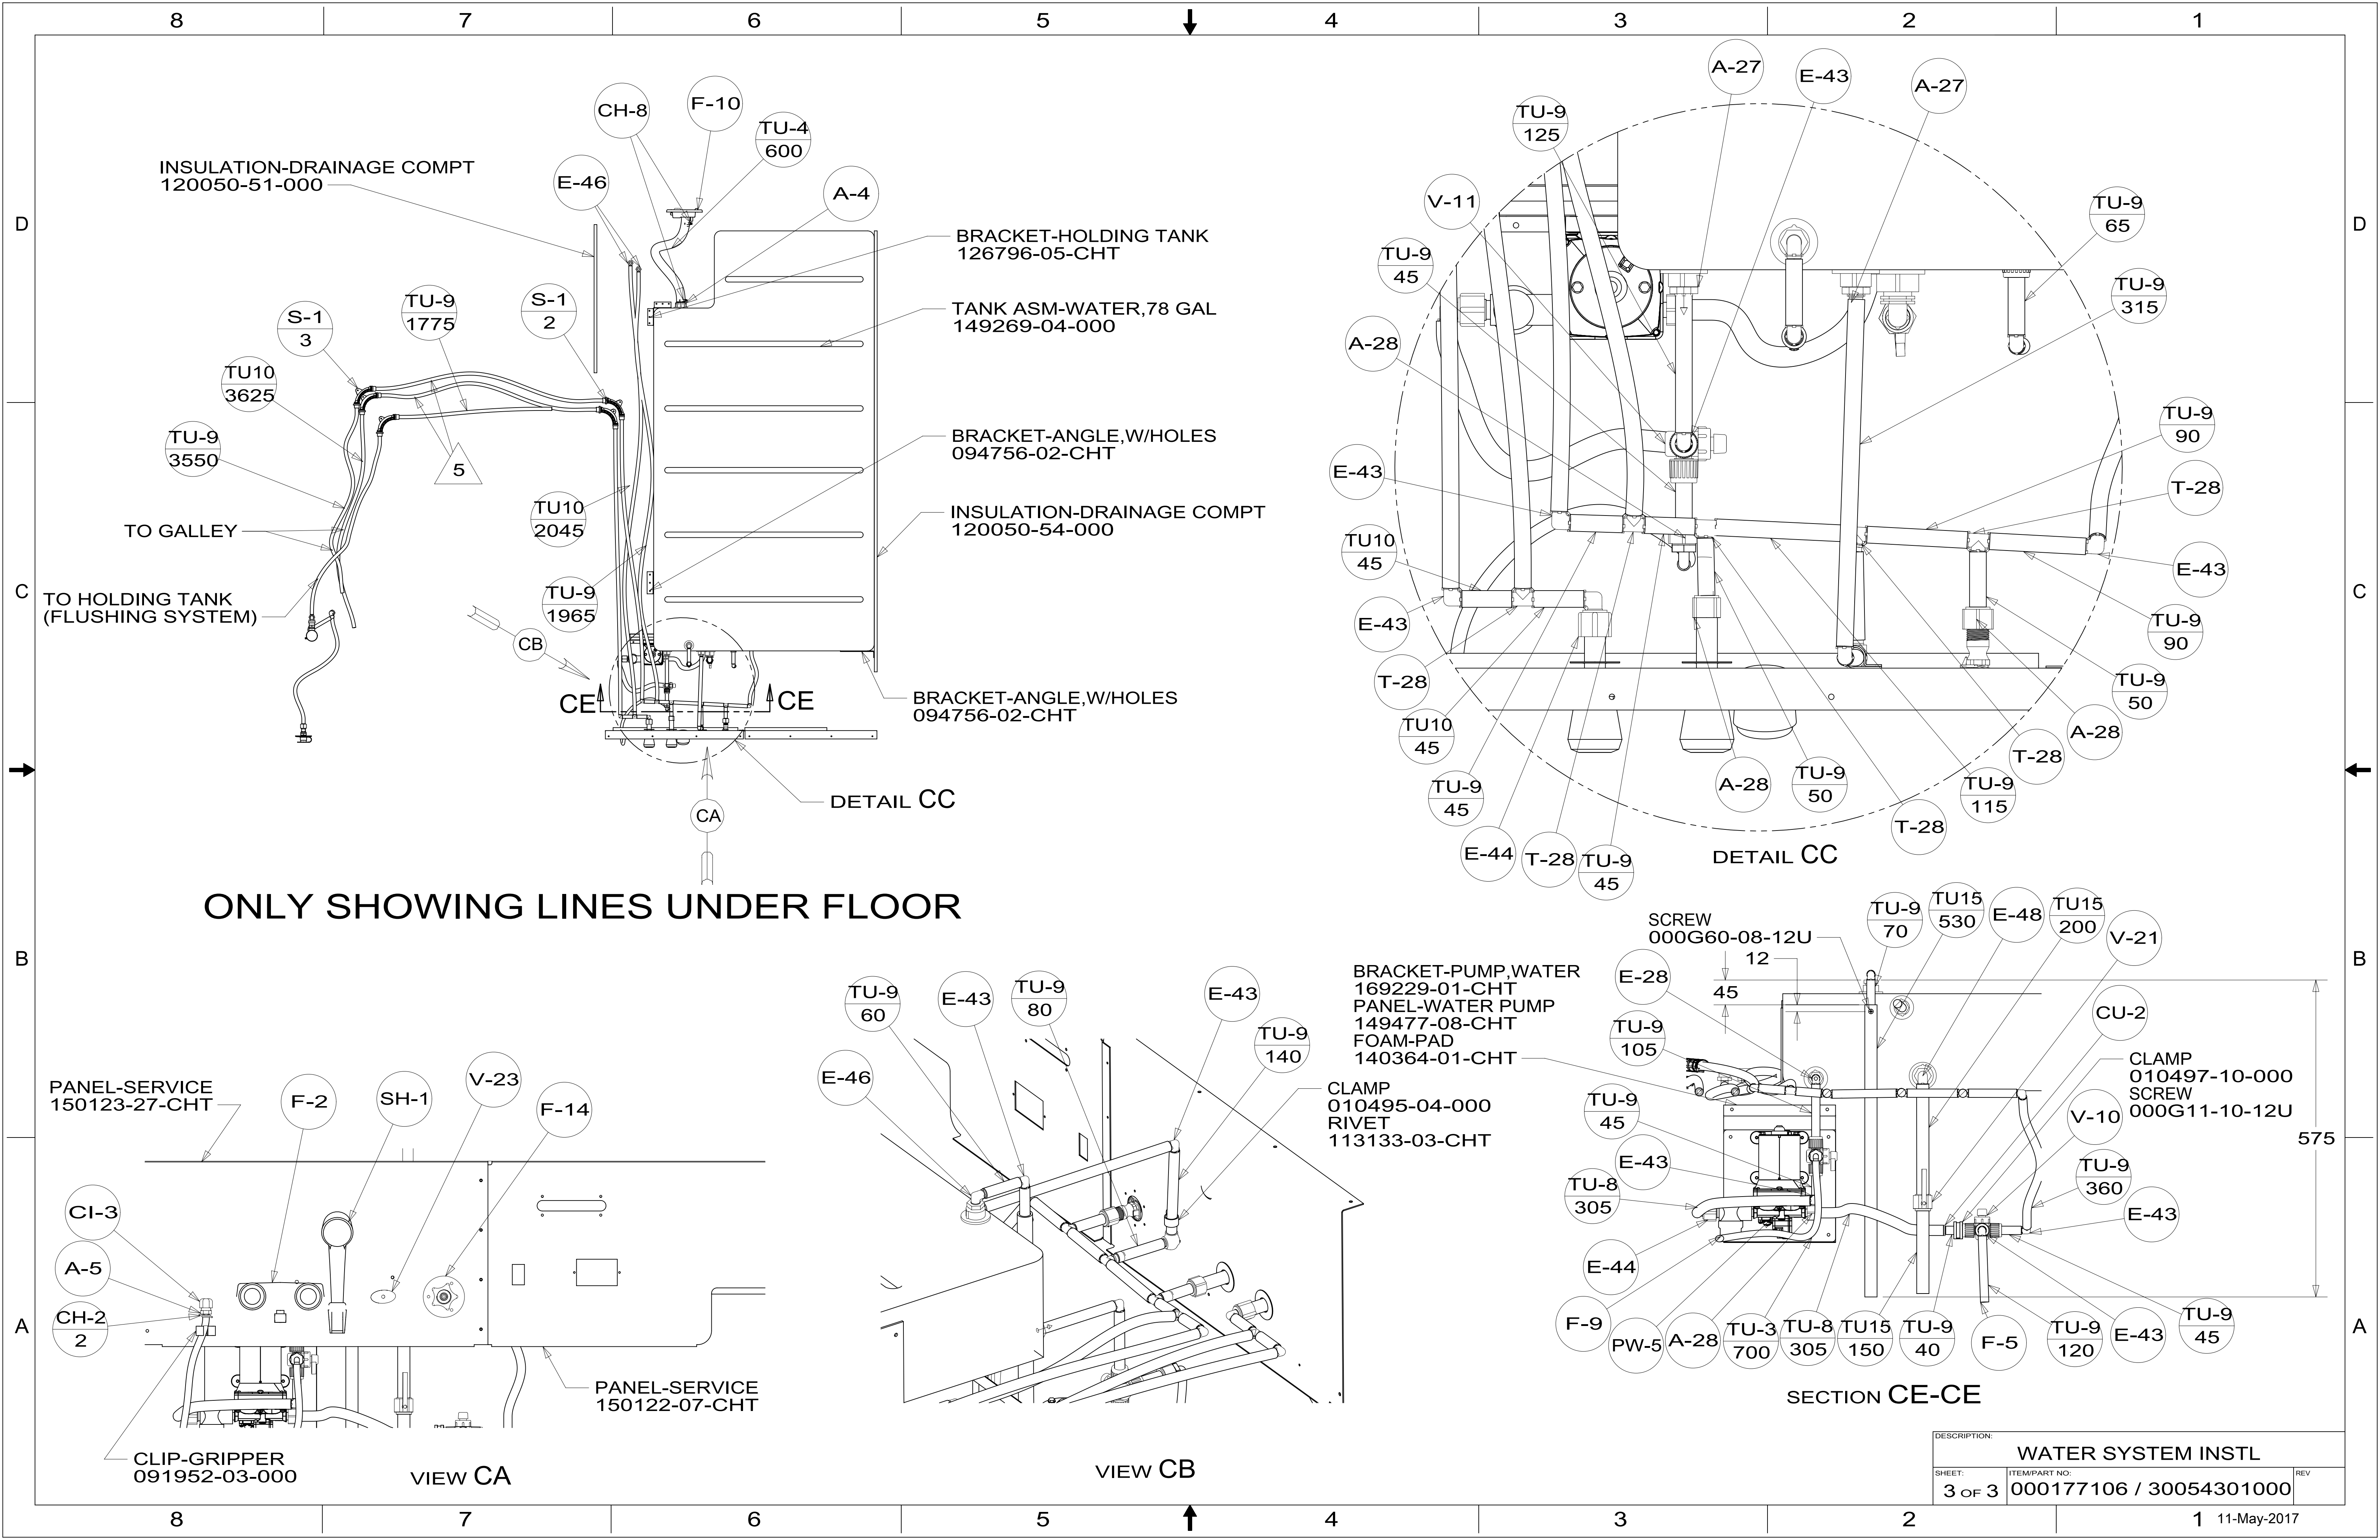 8 7 6 5 4 3 2 1
D
C
B
A
D
C
B
A
INSULATION-DRAINAGE COMPT
120050-51-000
CH-8
F-10
TU-4
600
E-46
A-4
BRACKET-HOLDING TANK
126796-05-CHT
TANK ASM-WATER,78 GAL
149269-04-000
S-1
3
TU-9
1775
S-1
2
TU10
3625
TU-9
3550
5
BRACKET-ANGLE,W/HOLES
094756-02-CHT
TO GALLEY
TU10
2045
INSULATION-DRAINAGE COMPT
120050-54-000
TO HOLDING TANK
(FLUSHING SYSTEM)
TU-9
1965
CB
CE
CE
BRACKET-ANGLE,W/HOLES
094756-02-CHT
CA
DETAIL CC
ONLY SHOWING LINES UNDER FLOOR
A-27
E-43
A-27
TU-9
125
V-11
TU-9
65
TU-9
45
TU-9
315
A-28
TU-9
90
E-43
T-28
TU10
45
E-43
E-43
TU-9
90
T-28
TU-9
50
TU10
45
A-28
T-28
TU-9
45
A-28
TU-9
50
TU-9
115
T-28
E-44
T-28
TU-9
45
DETAIL CC
PANEL-SERVICE
150123-27-CHT
F-2
SH-1
V-23
F-14
CI-3
A-5
CH-2
2
PANEL-SERVICE
150122-07-CHT
CLIP-GRIPPER
091952-03-000
VIEW CA
TU-9
60
E-43
TU-9
80
E-43
TU-9
140
E-46
CLAMP
010495-04-000
RIVET
113133-03-CHT
VIEW CB
SCREW
000G60-08-12U
12
45
TU-9
70
TU15
530
E-48
TU15
200
V-21
BRACKET-PUMP,WATER
169229-01-CHT
PANEL-WATER PUMP
149477-08-CHT
FOAM-PAD
140364-01-CHT
E-28
TU-9
105
CU-2
CLAMP
010497-10-000
SCREW
000G11-10-12U
TU-9
45
V-10
575
E-43
TU-9
360
TU-8
305
E-43
E-44
F-9
PW-5
A-28
TU-3
700
TU-8
305
TU15
150
TU-9
40
F-5
TU-9
120
E-43
TU-9
45
SECTION CE-CE
DESCRIPTION:
WATER SYSTEM INSTL
SHEET:
3 OF 3
ITEM/PART NO:
000177106 / 30054301000
REV
8 7 6 5 4 3 2 1
11-May-2017